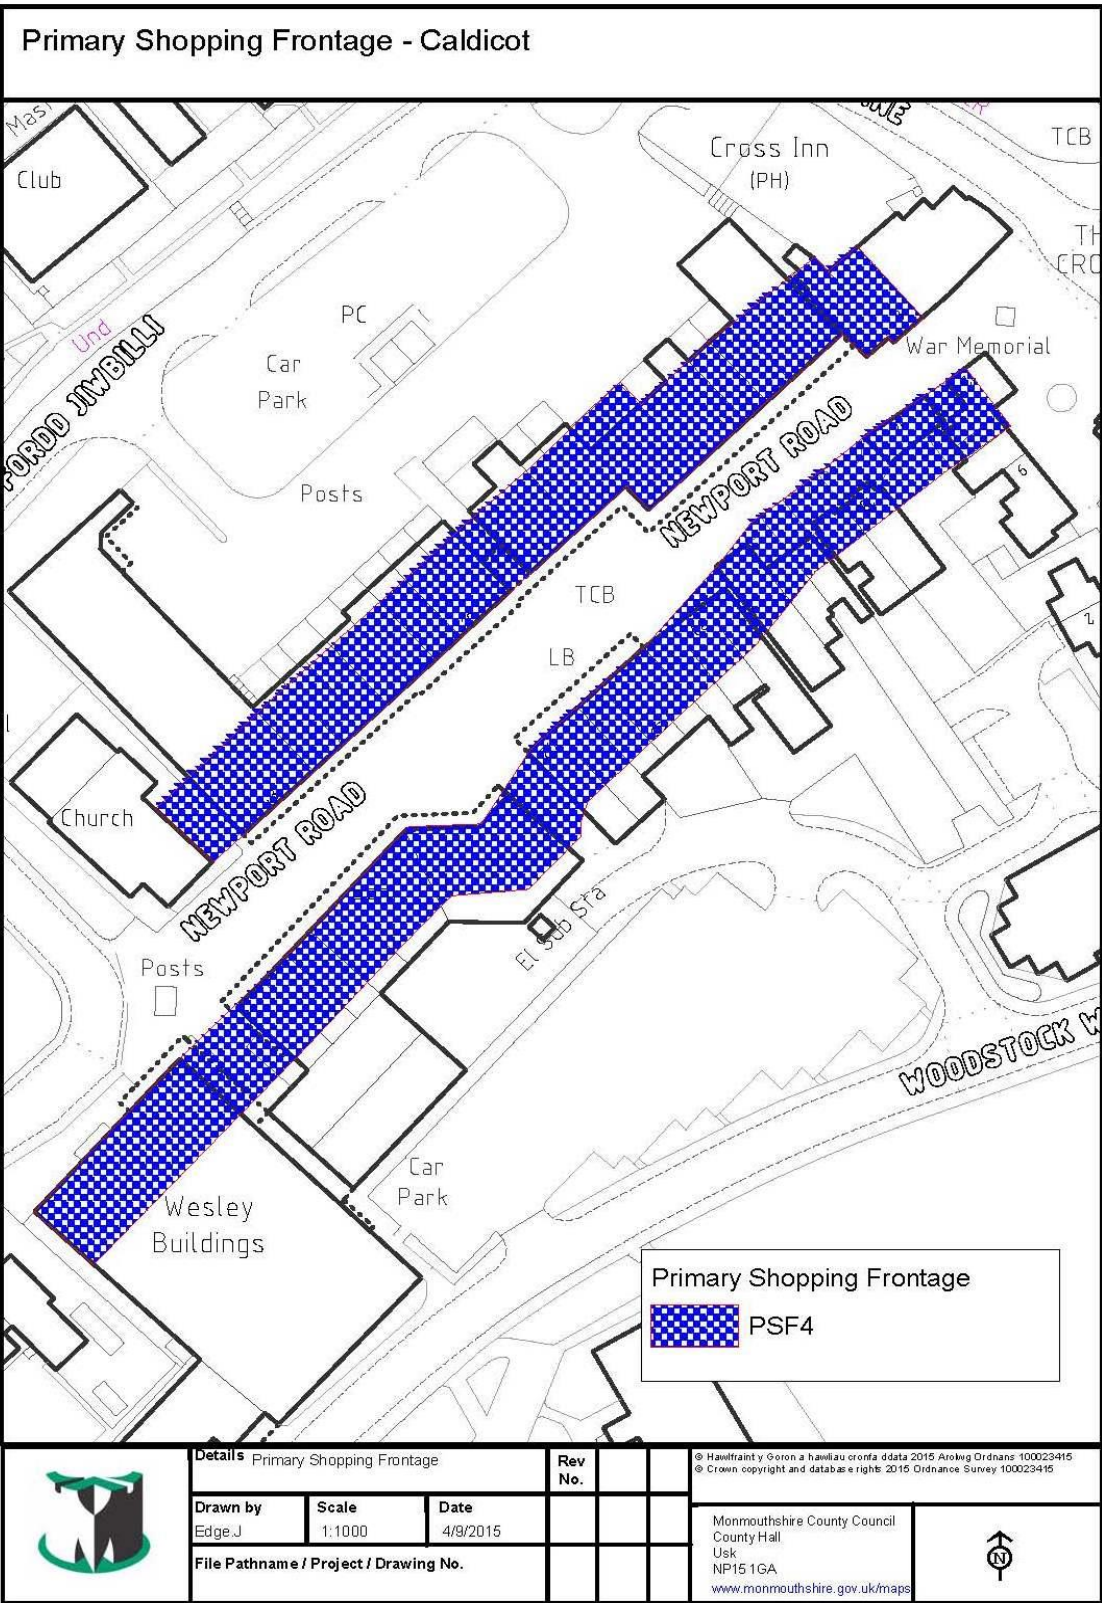 Primary Shopping Frontage - Caldicot
Club
Cross Inn
(PH)
TCB
PC
Car
Park
Und
FFORDD JIWBILI
War Memorial
Posts
NEWPORT ROAD
6
TCB
LB
2
Church
NEWPORT ROAD
El Sub Sta
Posts
WOODSTOCK W
Car
Park
Wesley
Buildings
Primary Shopping Frontage
PSF4
Details Primary Shopping Frontage
Rev
No.
© Hawlfraint y Goron a hawliau cronfa ddata 2015 Arolwg Ordnans 100023415
© Crown copyright and database rights 2015 Ordnance Survey 100023415
Drawn by
Edge.J
Scale
1:1000
Date
4/9/2015
File Pathname / Project / Drawing No.
Monmouthshire County Council
County Hall
Usk
NP15 1GA
www.monmouthshire.gov.uk/maps
N